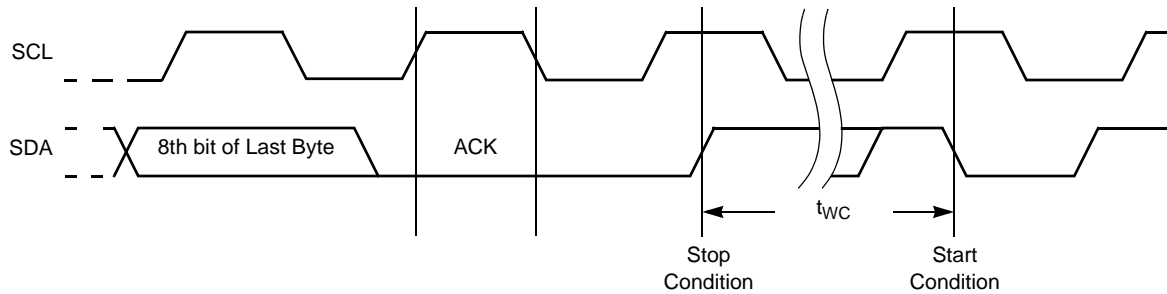 SCL
SDA
8th bit of Last Byte
ACK
tWC
Stop
Condition
Start
Condition